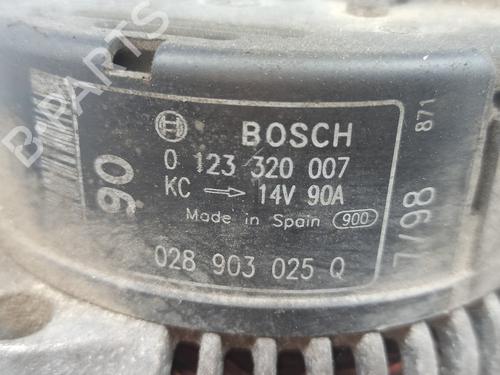 BOSCH
0 123 320 007
KC → 14V 90A
Made in Spain 900
028 903 025 Q
90
7/98
871
B-PARTS